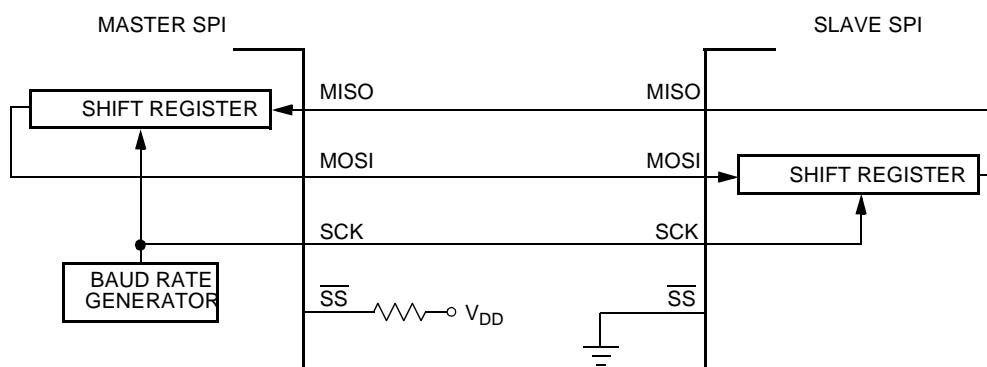 MASTER SPI
SLAVE SPI
SHIFT REGISTER
MISO
MISO
MOSI
MOSI
SHIFT REGISTER
SCK
SCK
BAUD RATE
GENERATOR
SS
V_DD
SS